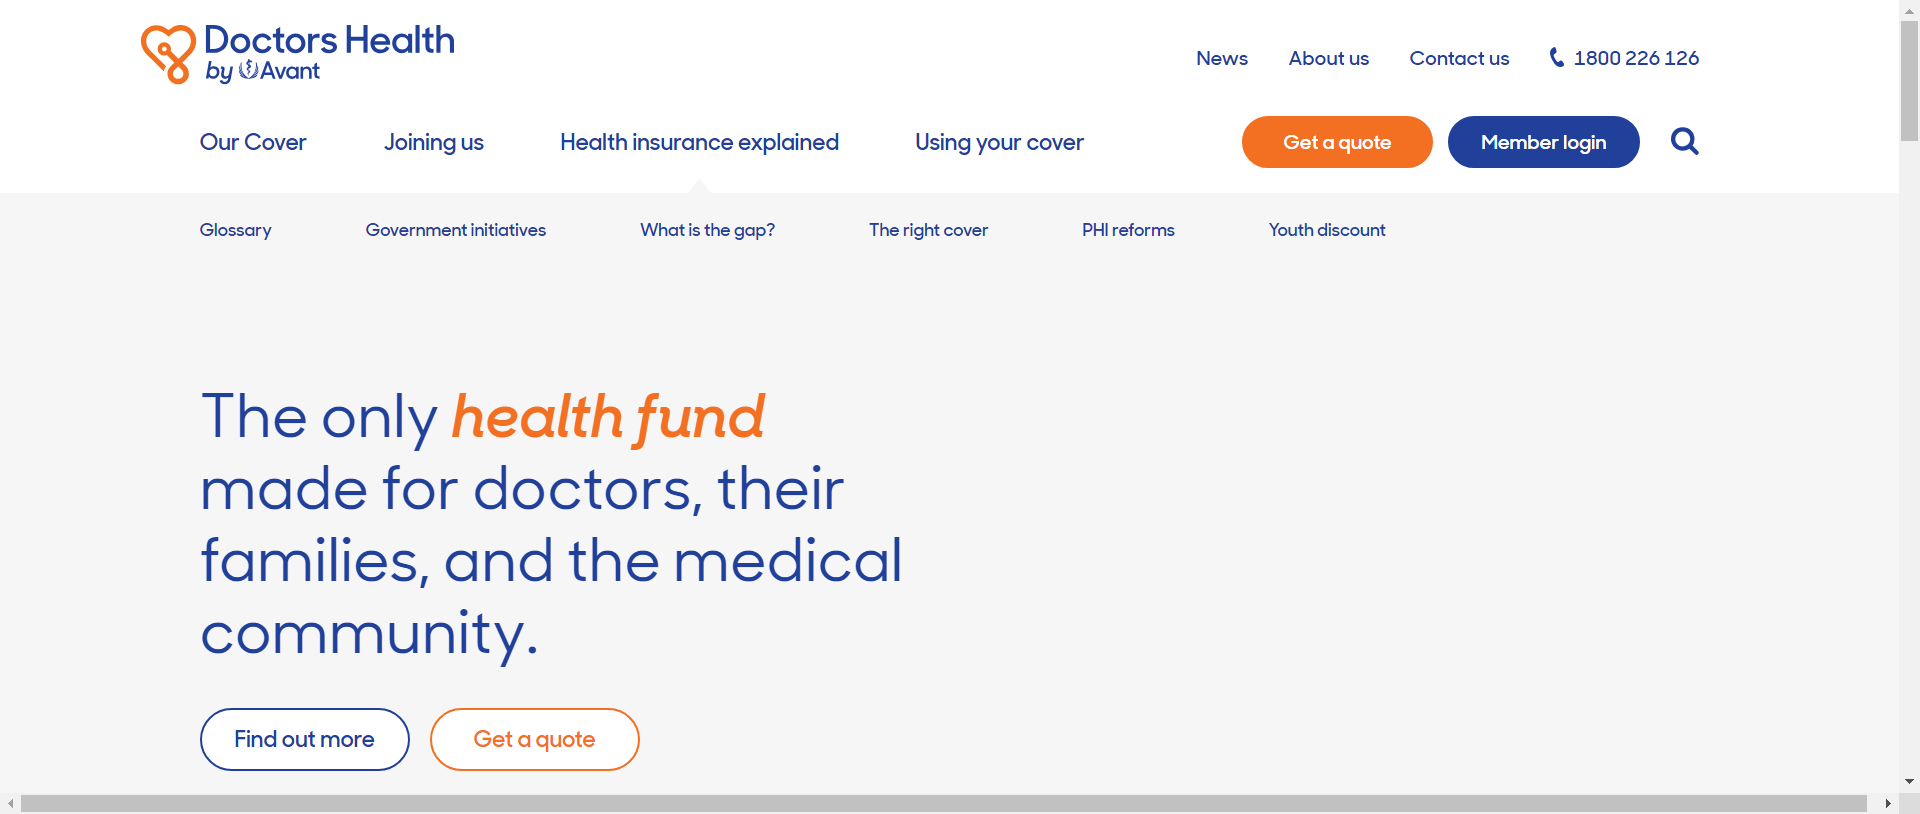 Doctors Health
by Avant
News About us Contact us 1800 226 126
Our Cover Joining us Health insurance explained Using your cover Get a quote Member login
Glossary Government initiatives What is the gap? The right cover PHI reforms Youth discount
The only health fund
made for doctors, their
families, and the medical
community.
Find out more Get a quote